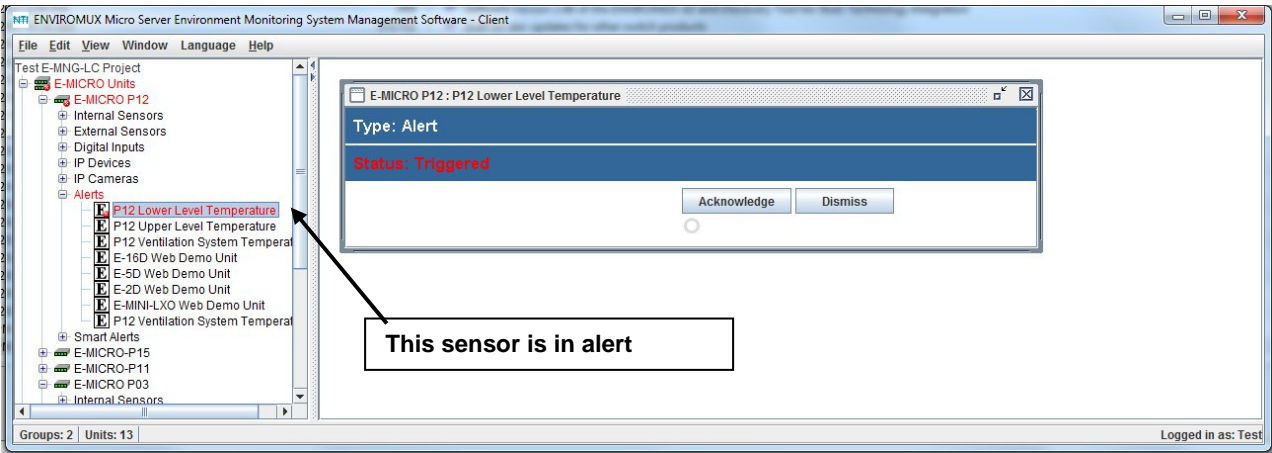 NTI ENVIROMUX Micro Server Environment Monitoring System Management Software - Client
File Edit View Window Language Help
Test E-MNG-LC Project
E-MICRO Units
E-MICRO P12
Internal Sensors
External Sensors
Digital Inputs
IP Devices
IP Cameras
Alerts
E P12 Lower Level Temperature
E P12 Upper Level Temperature
E P12 Ventilation System Temperat
E E-16D Web Demo Unit
E E-5D Web Demo Unit
E E-2D Web Demo Unit
E E-MINI-LXO Web Demo Unit
E P12 Ventilation System Temperat
Smart Alerts
E-MICRO-P15
E-MICRO-P11
E-MICRO P03
Internal Sensors
E-MICRO P12 : P12 Lower Level Temperature
Type: Alert
Status: Triggered
Acknowledge Dismiss
This sensor is in alert
Groups: 2 Units: 13 Logged in as: Test